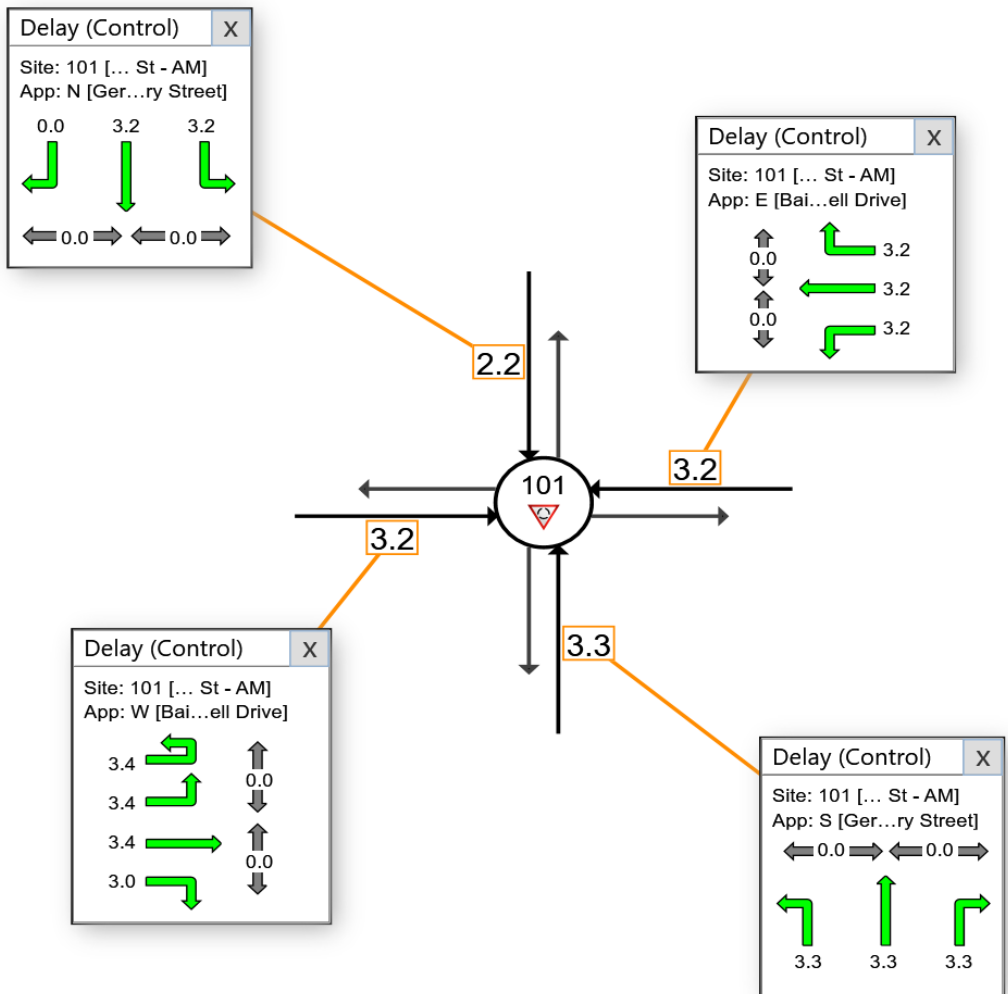 Delay (Control) X
Site: 101 [... St - AM]
App: N [Ger...ry Street]
0.0 3.2 3.2
0.0 0.0
Delay (Control) X
Site: 101 [... St - AM]
App: E [Bai...ell Drive]
0.0 3.2
3.2
0.0 3.2
2.2
3.2
101
3.2
3.3
Delay (Control) X
Site: 101 [... St - AM]
App: W [Bai...ell Drive]
3.4
0.0
3.4
3.4
0.0
3.0
Delay (Control) X
Site: 101 [... St - AM]
App: S [Ger...ry Street]
0.0 0.0
3.3 3.3 3.3